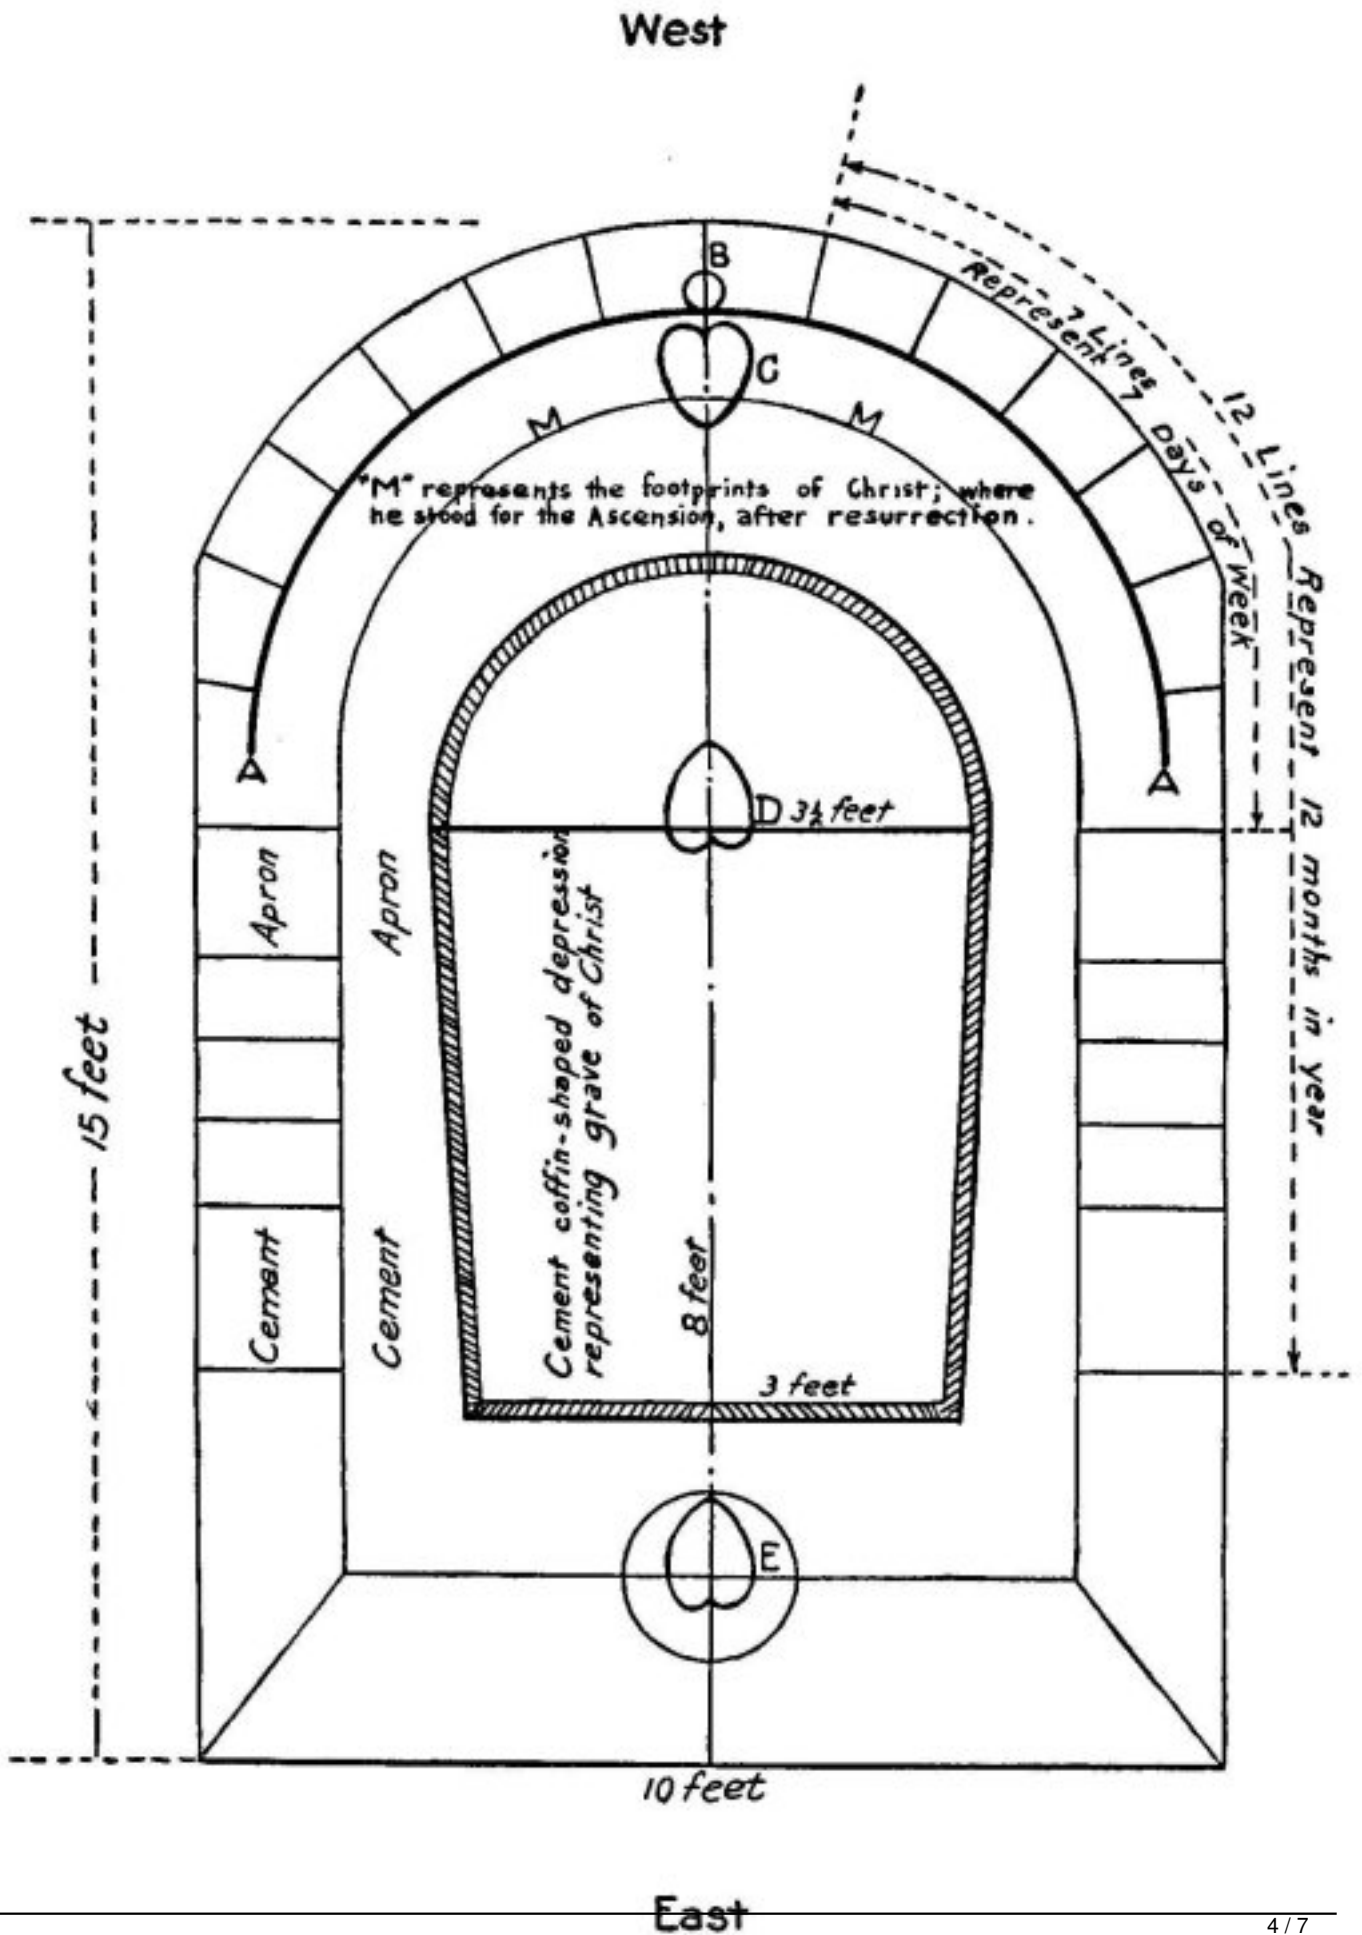 West
B
7 Lines
Represent 7 Days of Week
12 Lines Represent 12 months in year
C
M
M
"M" represents the footprints of Christ; where
he stood for the Ascension, after resurrection.
A
A
D 3½ feet
Apron
Apron
Cement coffin-shaped depression
representing grave of Christ
15 feet
8 feet
Cement
Cement
3 feet
E
10 feet
East
4 / 7